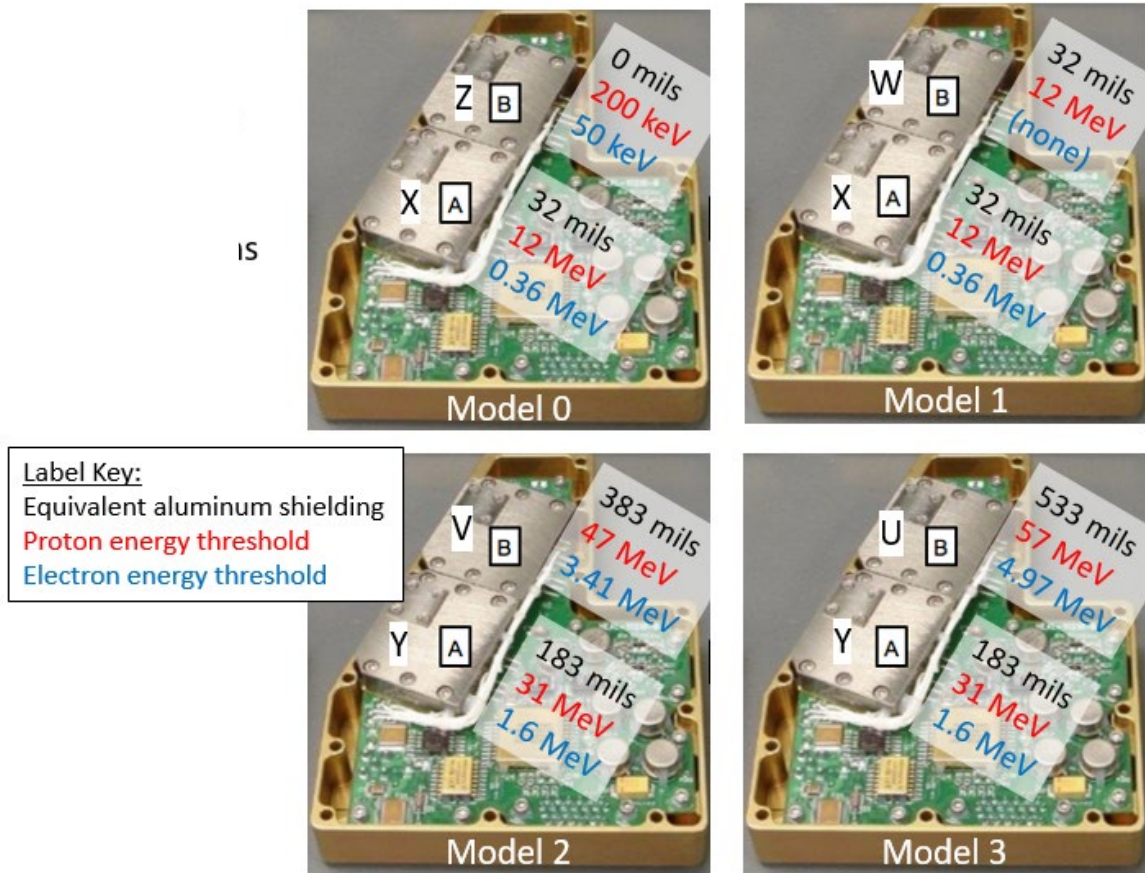 Z B
0 mils
200 keV
50 keV
X A
32 mils
12 MeV
0.36 MeV
Model 0
W B
32 mils
12 MeV
(none)
X A
32 mils
12 MeV
0.36 MeV
Model 1
ıs
Label Key:
Equivalent aluminum shielding
Proton energy threshold
Electron energy threshold
V B
383 mils
47 MeV
3.41 MeV
Y A
183 mils
31 MeV
1.6 MeV
Model 2
U B
533 mils
57 MeV
4.97 MeV
Y A
183 mils
31 MeV
1.6 MeV
Model 3